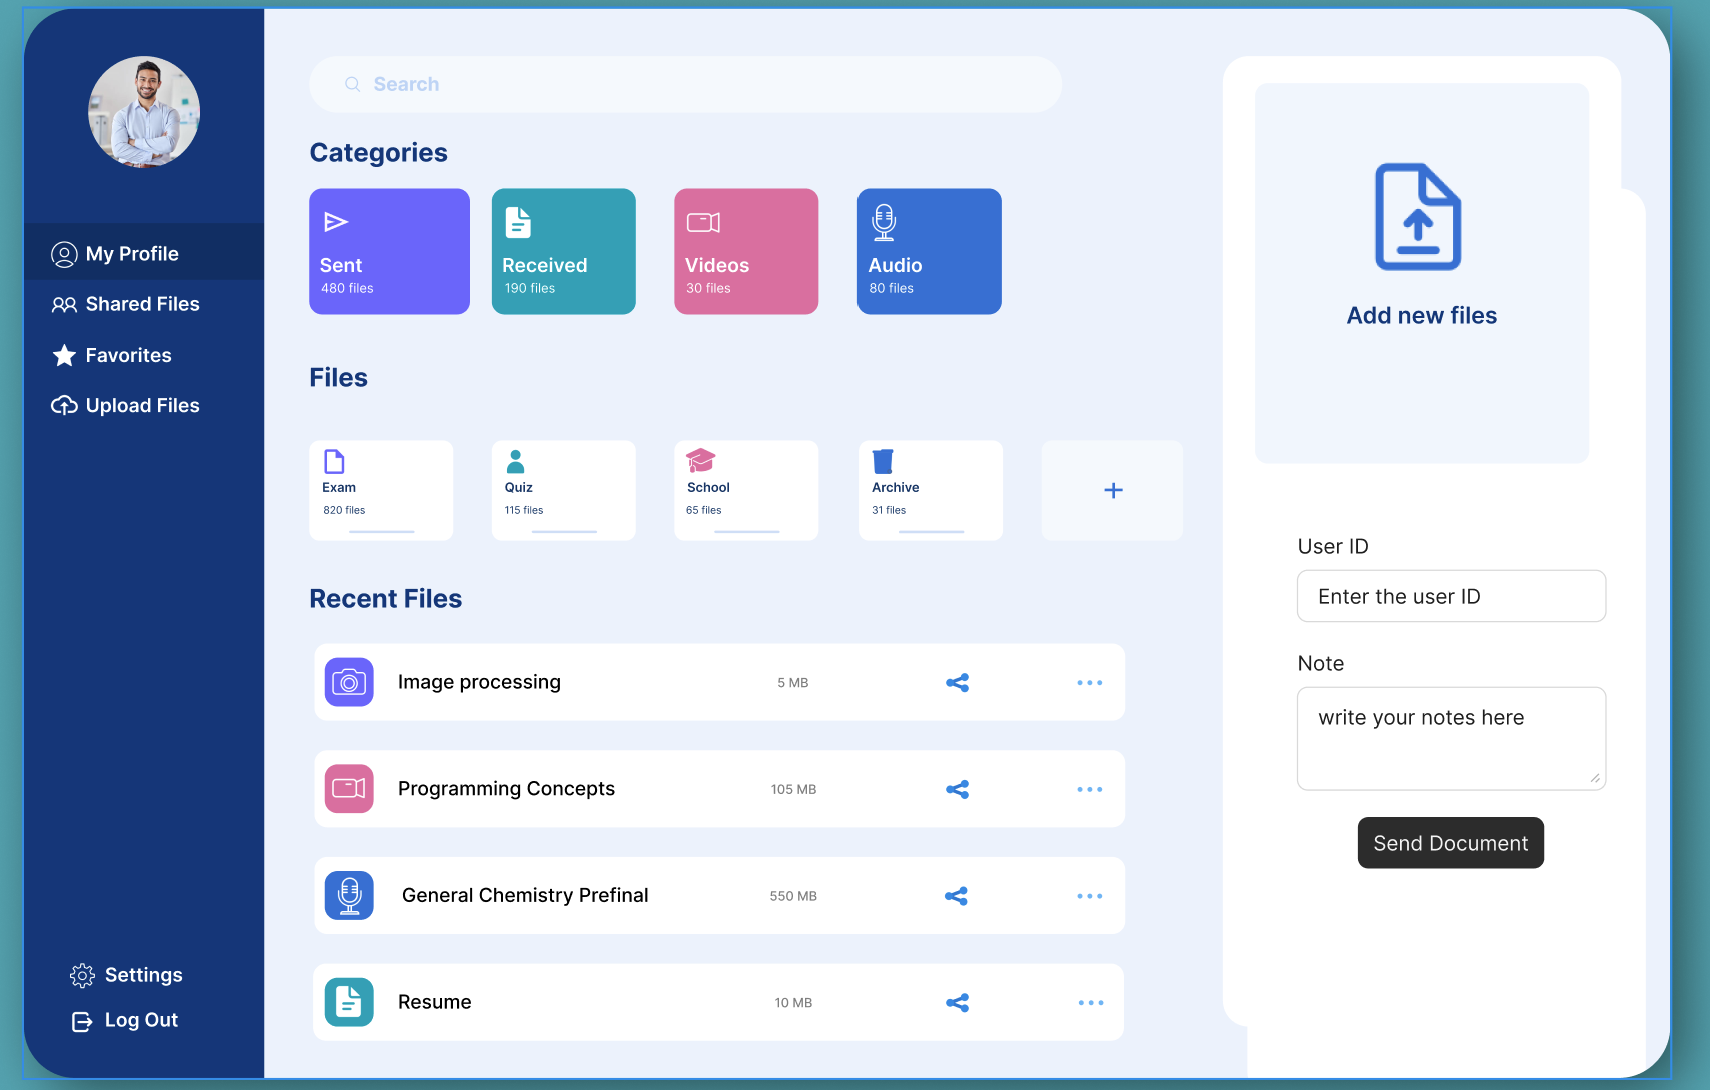 My Profile
Shared Files
Favorites
Upload Files
Settings
Log Out
Search
Categories
Sent
480 files
Received
190 files
Videos
30 files
Audio
80 files
Files
Exam
820 files
Quiz
115 files
School
65 files
Archive
31 files
+
Recent Files
Image processing
5 MB
Programming Concepts
105 MB
General Chemistry Prefinal
550 MB
Resume
10 MB
Add new files
User ID
Enter the user ID
Note
write your notes here
Send Document